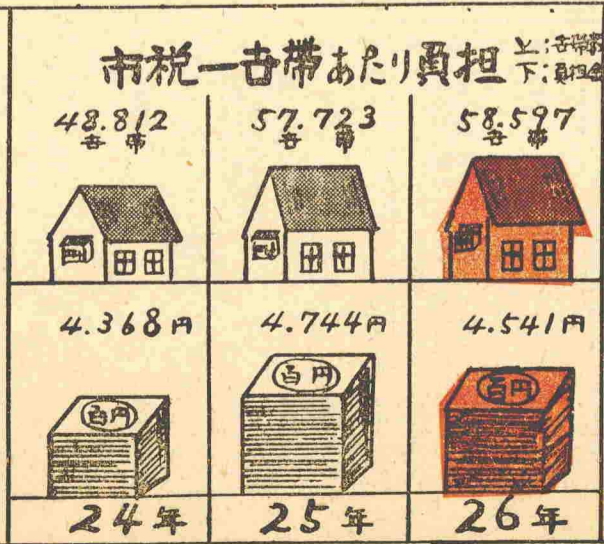 市税一世帯あたり負担
上:世帯数
下:負担金
48.812
世帯
57.723
世帯
58.597
世帯
4.368円
4.744円
4.541円
百円
百円
百円
24年
25年
26年